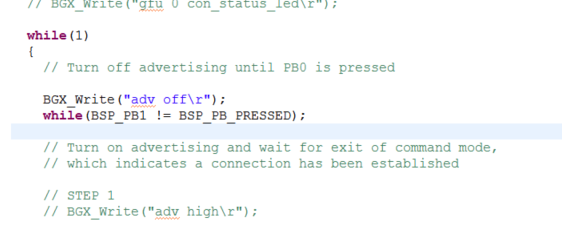 // BGX_Write("gfu 0 con_status_led\r");
while(1)
{
// Turn off advertising until PB0 is pressed
BGX_Write("adv off\r");
while(BSP_PB1 != BSP_PB_PRESSED);
// Turn on advertising and wait for exit of command mode,
// which indicates a connection has been established
// STEP 1
// BGX_Write("adv high\r");